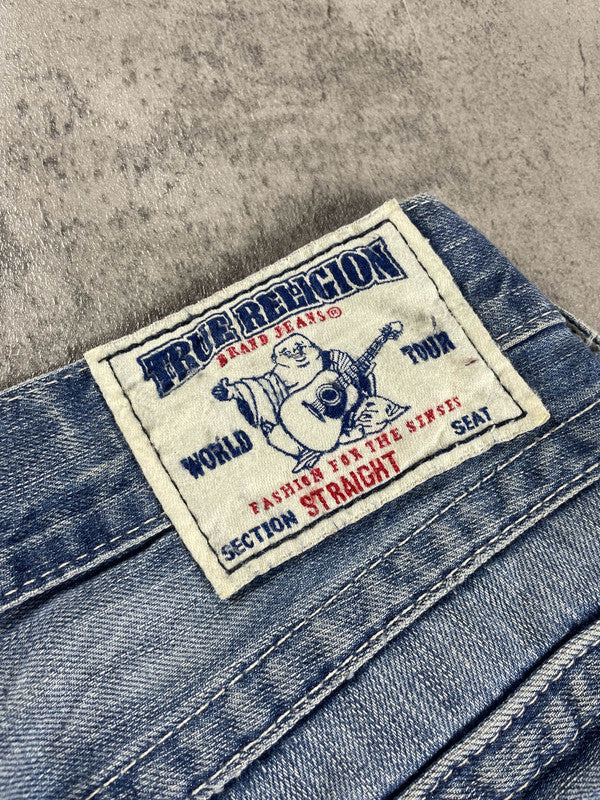 TRUE RELIGION
BRAND JEANS®
WORLD TOUR
FASHION FOR THE SENSES
SECTION STRAIGHT SEAT